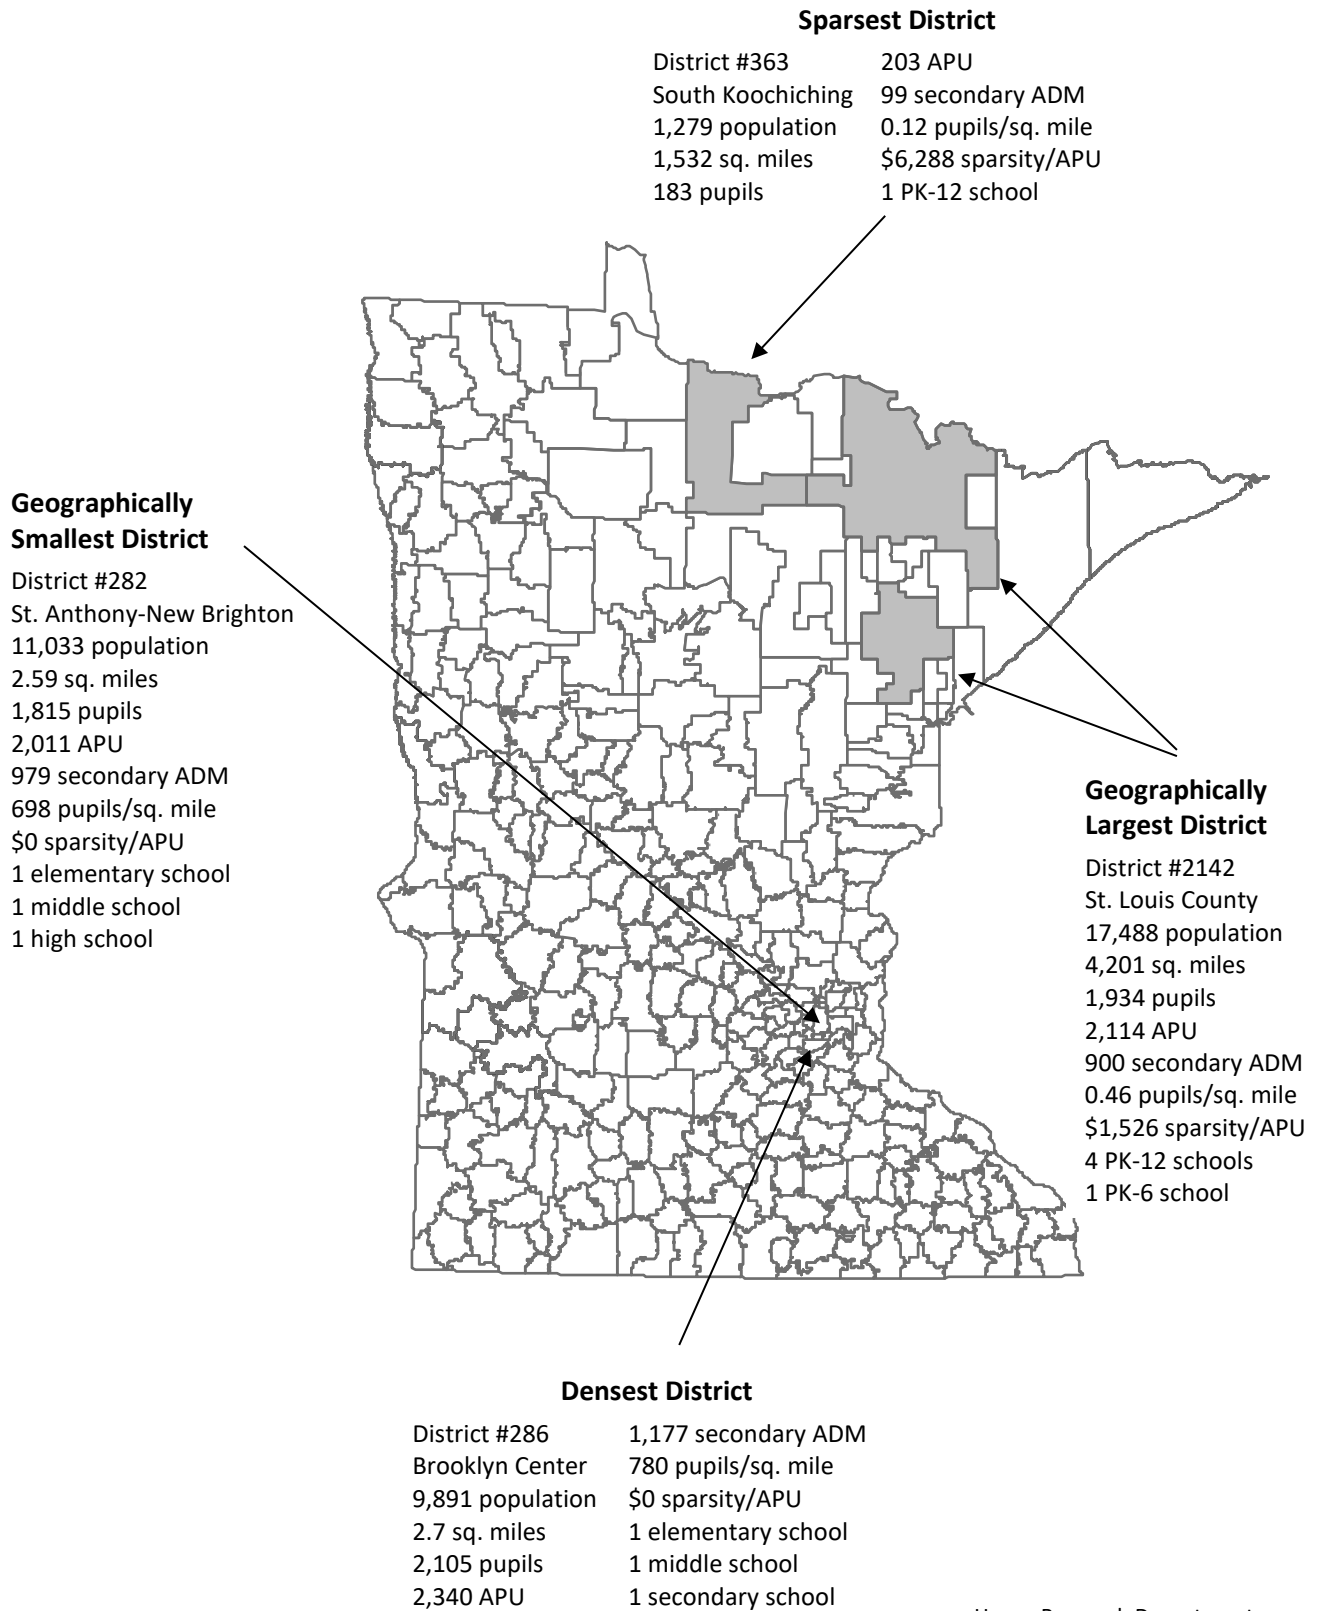 Sparsest District
District #363
South Koochiching
1,279 population
1,532 sq. miles
183 pupils
203 APU
99 secondary ADM
0.12 pupils/sq. mile
$6,288 sparsity/APU
1 PK-12 school
Geographically
Smallest District
District #282
St. Anthony-New Brighton
11,033 population
2.59 sq. miles
1,815 pupils
2,011 APU
979 secondary ADM
698 pupils/sq. mile
$0 sparsity/APU
1 elementary school
1 middle school
1 high school
Geographically
Largest District
District #2142
St. Louis County
17,488 population
4,201 sq. miles
1,934 pupils
2,114 APU
900 secondary ADM
0.46 pupils/sq. mile
$1,526 sparsity/APU
4 PK-12 schools
1 PK-6 school
Densest District
District #286
Brooklyn Center
9,891 population
2.7 sq. miles
2,105 pupils
2,340 APU
1,177 secondary ADM
780 pupils/sq. mile
$0 sparsity/APU
1 elementary school
1 middle school
1 secondary school